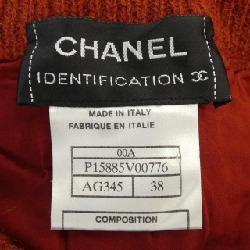 CHANEL
IDENTIFICATION
MADE IN ITALY
FABRIQUE EN ITALIE
00A
P15885V00776
AG345 38
COMPOSITION